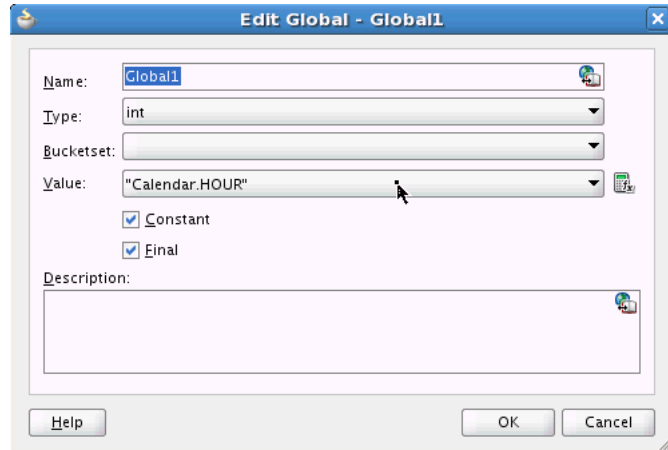 Edit Global - Global1
Name: Global1
Type: int
Bucketset:
Value: "Calendar.HOUR"
Constant
Final
Description:
Help OK Cancel